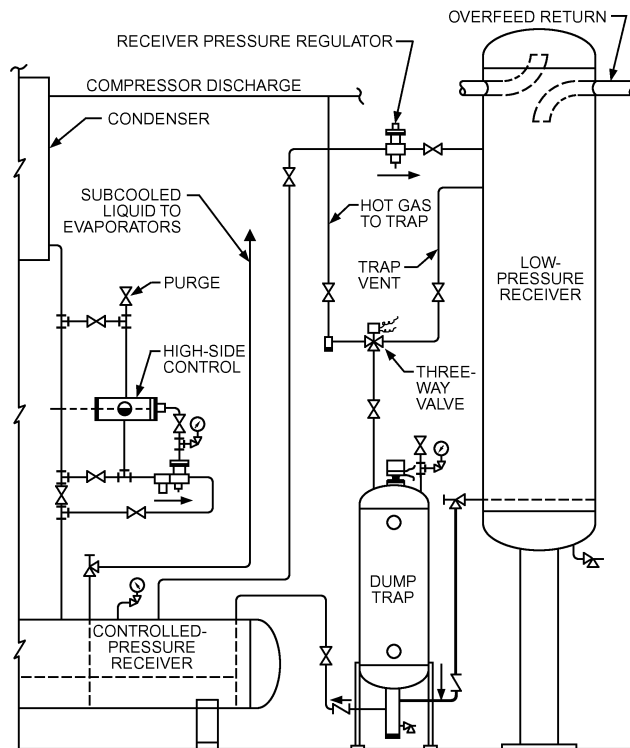 OVERFEED RETURN
RECEIVER PRESSURE REGULATOR
COMPRESSOR DISCHARGE
CONDENSER
SUBCOOLED
LIQUID TO
EVAPORATORS
HOT GAS
TO TRAP
TRAP
VENT
LOW-
PRESSURE
RECEIVER
PURGE
HIGH-SIDE
CONTROL
THREE-
WAY
VALVE
DUMP
TRAP
CONTROLLED-
PRESSURE
RECEIVER